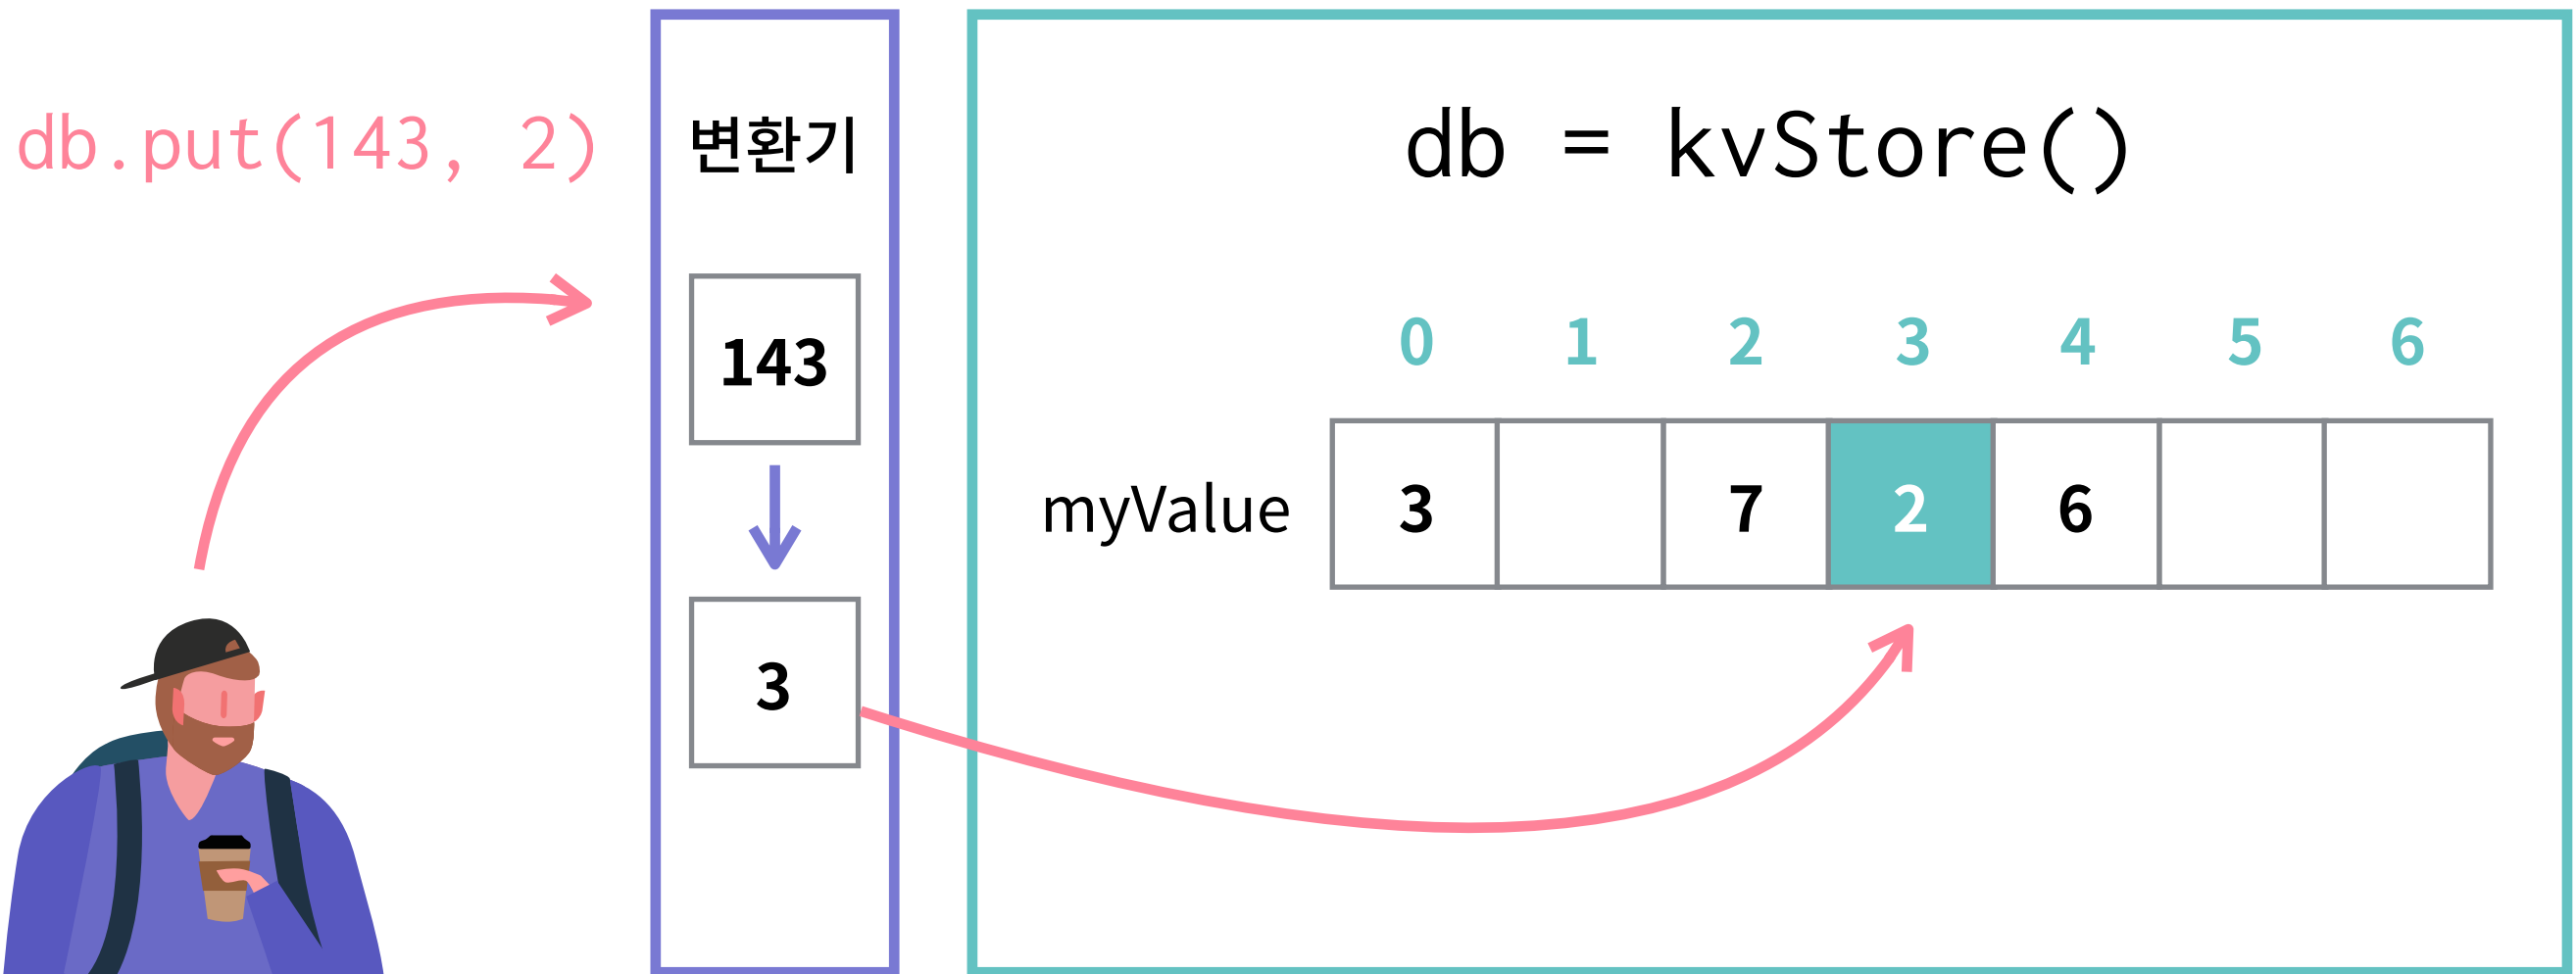 db.put(143, 2)
변환기
143
3
db = kvStore()
0 1 2 3 4 5 6
myValue 3 7 2 6